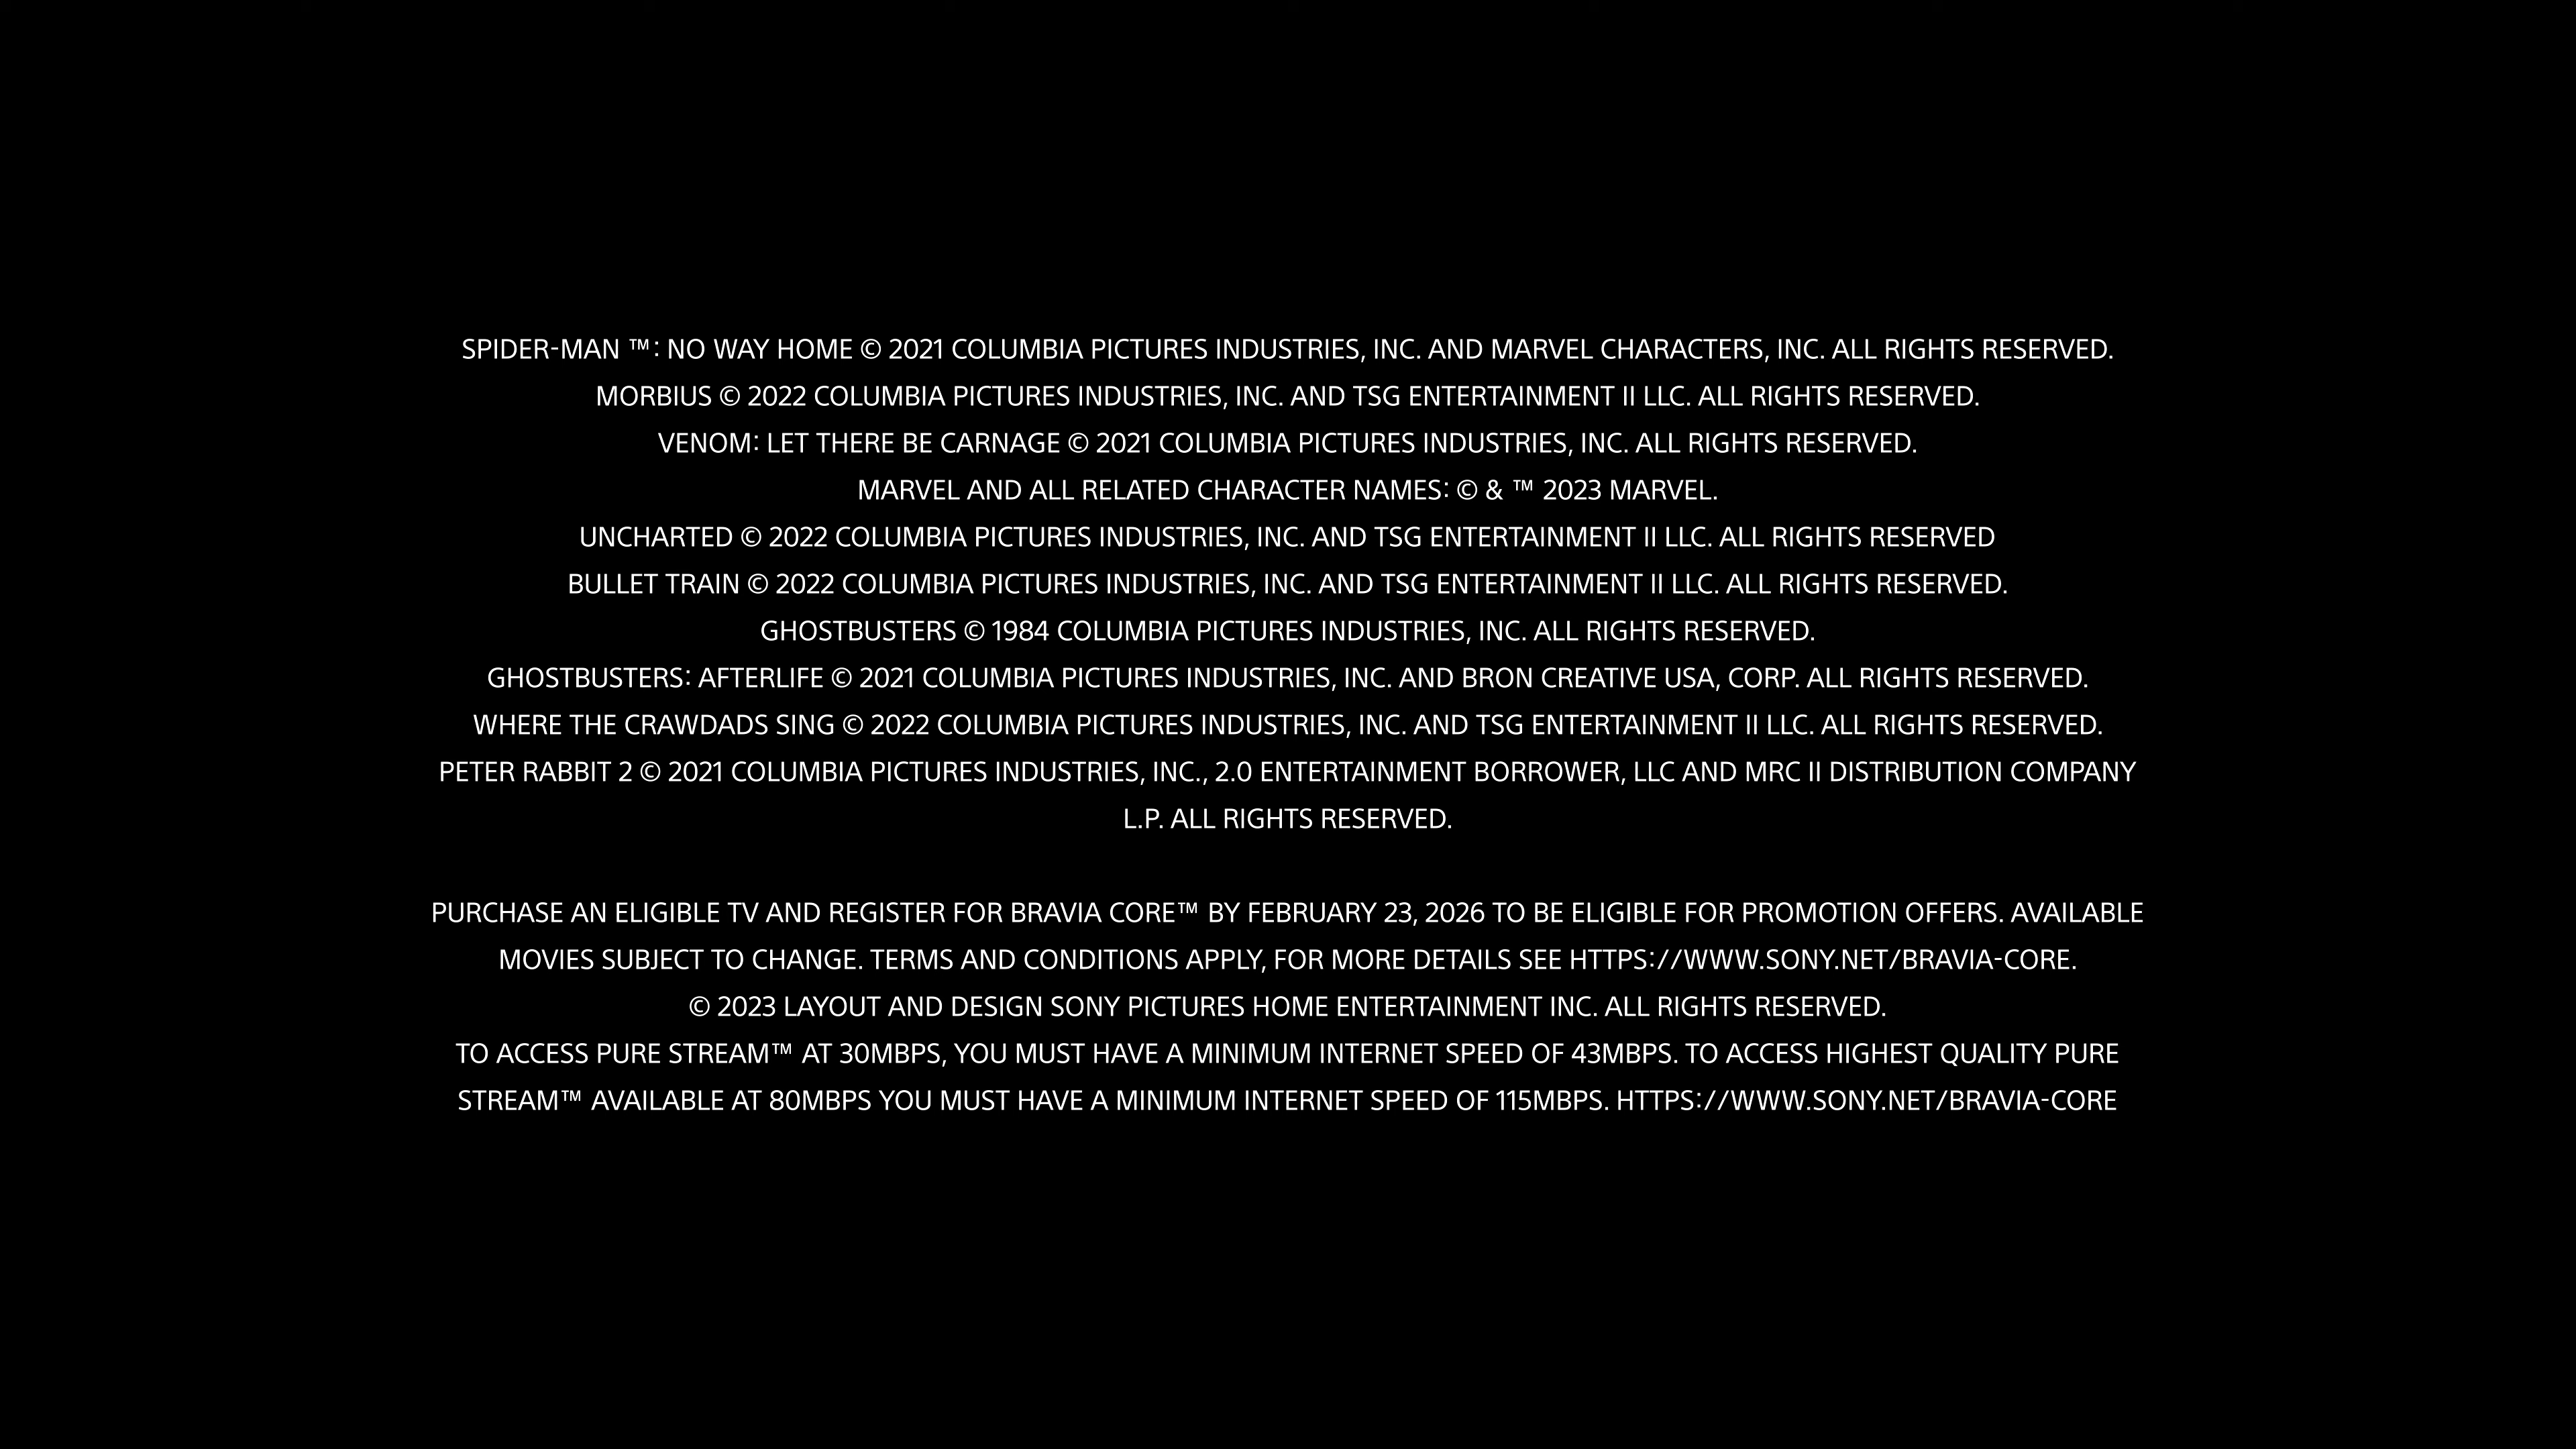 SPIDER-MAN ™: NO WAY HOME © 2021 COLUMBIA PICTURES INDUSTRIES, INC. AND MARVEL CHARACTERS, INC. ALL RIGHTS RESERVED.
MORBIUS © 2022 COLUMBIA PICTURES INDUSTRIES, INC. AND TSG ENTERTAINMENT II LLC. ALL RIGHTS RESERVED.
VENOM: LET THERE BE CARNAGE © 2021 COLUMBIA PICTURES INDUSTRIES, INC. ALL RIGHTS RESERVED.
MARVEL AND ALL RELATED CHARACTER NAMES: © & ™ 2023 MARVEL.
UNCHARTED © 2022 COLUMBIA PICTURES INDUSTRIES, INC. AND TSG ENTERTAINMENT II LLC. ALL RIGHTS RESERVED
BULLET TRAIN © 2022 COLUMBIA PICTURES INDUSTRIES, INC. AND TSG ENTERTAINMENT II LLC. ALL RIGHTS RESERVED.
GHOSTBUSTERS © 1984 COLUMBIA PICTURES INDUSTRIES, INC. ALL RIGHTS RESERVED.
GHOSTBUSTERS: AFTERLIFE © 2021 COLUMBIA PICTURES INDUSTRIES, INC. AND BRON CREATIVE USA, CORP. ALL RIGHTS RESERVED.
WHERE THE CRAWDADS SING © 2022 COLUMBIA PICTURES INDUSTRIES, INC. AND TSG ENTERTAINMENT II LLC. ALL RIGHTS RESERVED.
PETER RABBIT 2 © 2021 COLUMBIA PICTURES INDUSTRIES, INC., 2.0 ENTERTAINMENT BORROWER, LLC AND MRC II DISTRIBUTION COMPANY
L.P. ALL RIGHTS RESERVED.
PURCHASE AN ELIGIBLE TV AND REGISTER FOR BRAVIA CORE™ BY FEBRUARY 23, 2026 TO BE ELIGIBLE FOR PROMOTION OFFERS. AVAILABLE
MOVIES SUBJECT TO CHANGE. TERMS AND CONDITIONS APPLY, FOR MORE DETAILS SEE HTTPS://WWW.SONY.NET/BRAVIA-CORE.
© 2023 LAYOUT AND DESIGN SONY PICTURES HOME ENTERTAINMENT INC. ALL RIGHTS RESERVED.
TO ACCESS PURE STREAM™ AT 30MBPS, YOU MUST HAVE A MINIMUM INTERNET SPEED OF 43MBPS. TO ACCESS HIGHEST QUALITY PURE
STREAM™ AVAILABLE AT 80MBPS YOU MUST HAVE A MINIMUM INTERNET SPEED OF 115MBPS. HTTPS://WWW.SONY.NET/BRAVIA-CORE